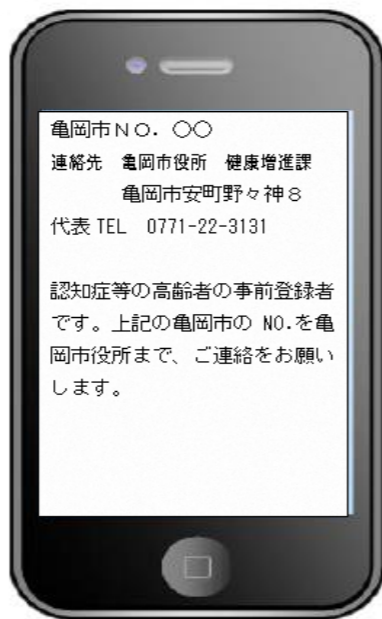 亀岡市NO. 〇〇
連絡先　亀岡市役所　健康増進課
亀岡市安町野々神8
代表 TEL　0771-22-3131
認知症等の高齢者の事前登録者
です。上記の亀岡市の NO.を亀
岡市役所まで、ご連絡をお願い
します。